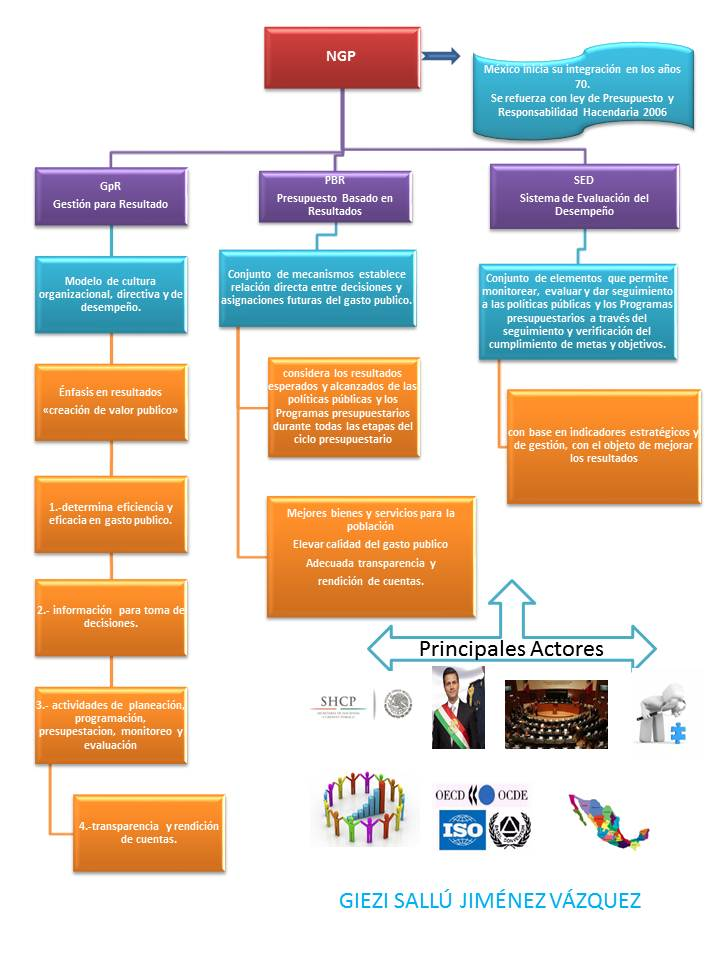 NGP
México inicia su integración en los años
70.
Se refuerza con ley de Presupuesto y
Responsabilidad Hacendaria 2006
GpR
Gestión para Resultado
PBR
Presupuesto Basado en
Resultados
SED
Sistema de Evaluación del
Desempeño
Modelo de cultura
organizacional, directiva y de
desempeño.
Énfasis en resultados
«creación de valor publico»
1.-determina eficiencia y
eficacia en gasto publico.
2.- información para toma de
decisiones.
3.- actividades de planeación,
programación,
presupestacion, monitoreo y
evaluación
4.-transparencia y rendición
de cuentas.
Conjunto de mecanismos establece
relación directa entre decisiones y
asignaciones futuras del gasto publico.
considera los resultados
esperados y alcanzados de las
políticas públicas y los
Programas presupuestarios
durante todas las etapas del
ciclo presupuestario
Mejores bienes y servicios para la
población
Elevar calidad del gasto publico
Adecuada transparencia y
rendición de cuentas.
Conjunto de elementos que permite
monitorear, evaluar y dar seguimiento
a las políticas públicas y los Programas
presupuestarios a través del
seguimiento y verificación del
cumplimiento de metas y objetivos.
con base en indicadores estratégicos y
de gestión, con el objeto de mejorar
los resultados
Principales Actores
SHCP
OECD OCDE
ISO
GIEZI SALLÚ JIMÉNEZ VÁZQUEZ